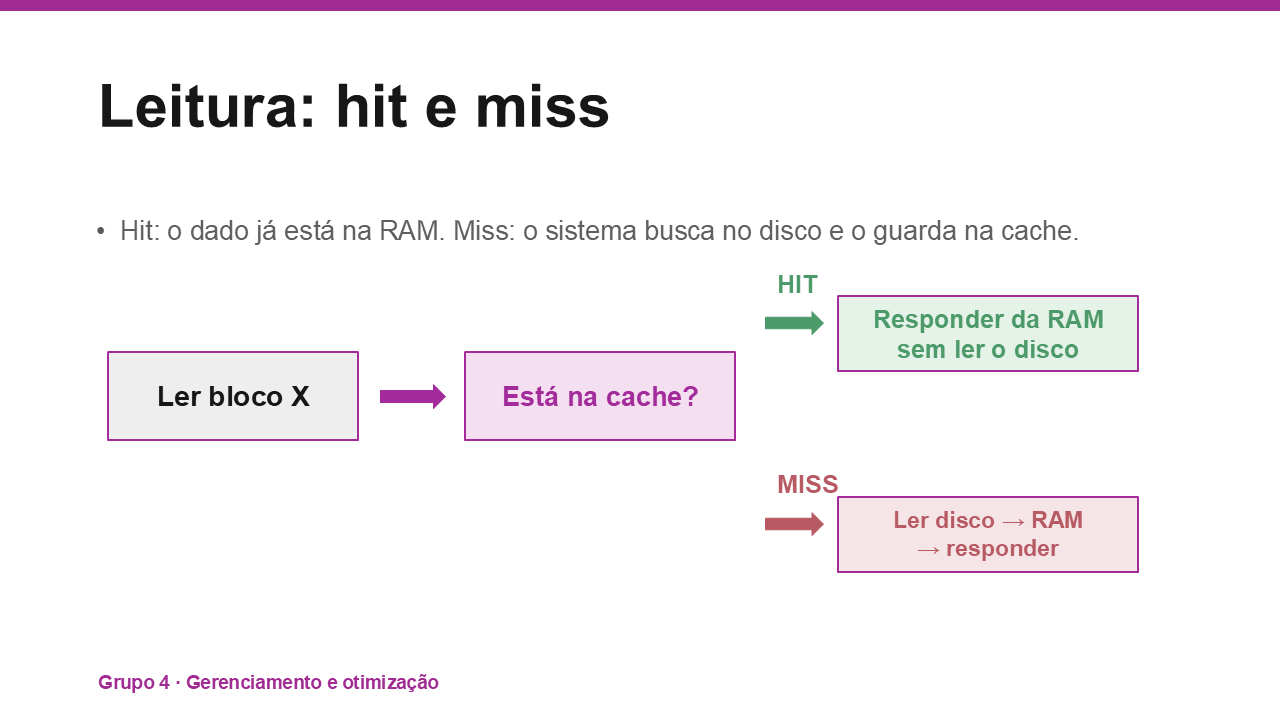 Leitura: hit e miss
• Hit: o dado já está na RAM. Miss: o sistema busca no disco e o guarda na cache.
Ler bloco X
Está na cache?
HIT
Responder da RAM
sem ler o disco
MISS
Ler disco → RAM
→ responder
Grupo 4 · Gerenciamento e otimização